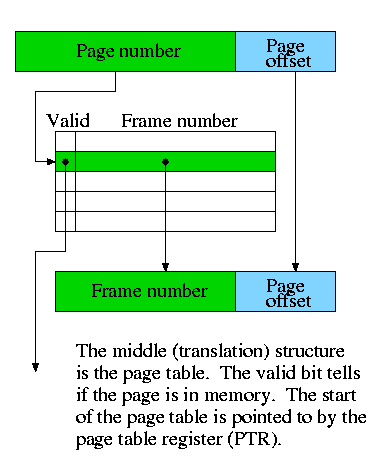 Page number
Page
offset
Valid Frame number
Frame number
Page
offset
The middle (translation) structure
is the page table. The valid bit tells
if the page is in memory. The start
of the page table is pointed to by the
page table register (PTR).